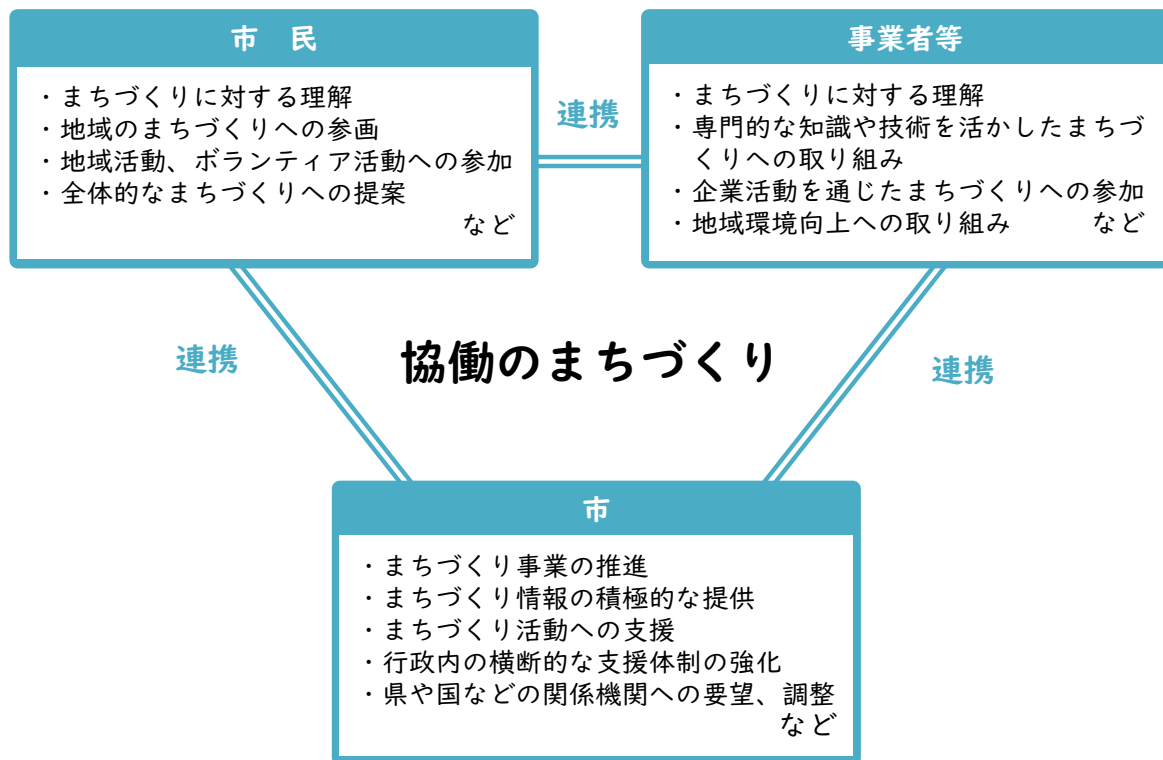 市　民
・まちづくりに対する理解
・地域のまちづくりへの参画
・地域活動、ボランティア活動への参加
・全体的なまちづくりへの提案
など
連携
事業者等
・まちづくりに対する理解
・専門的な知識や技術を活かしたまちづ
くりへの取り組み
・企業活動を通じたまちづくりへの参加
・地域環境向上への取り組み　　　など
連携
協働のまちづくり
連携
市
・まちづくり事業の推進
・まちづくり情報の積極的な提供
・まちづくり活動への支援
・行政内の横断的な支援体制の強化
・県や国などの関係機関への要望、調整
など